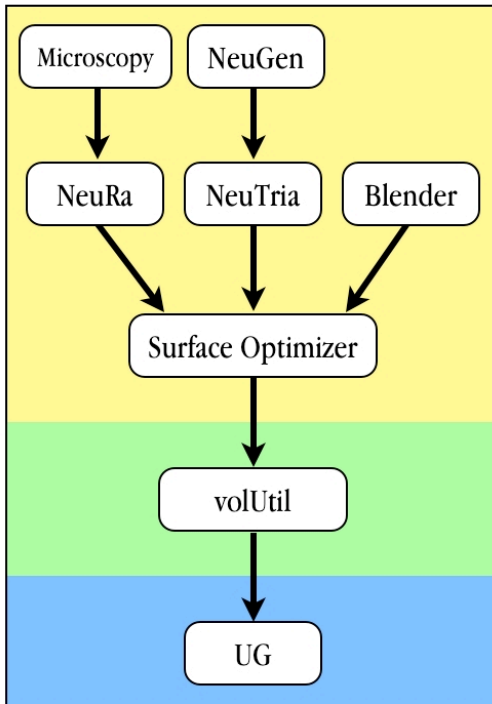 Microscopy
NeuGen
NeuRa
NeuTria
Blender
Surface Optimizer
volUtil
UG